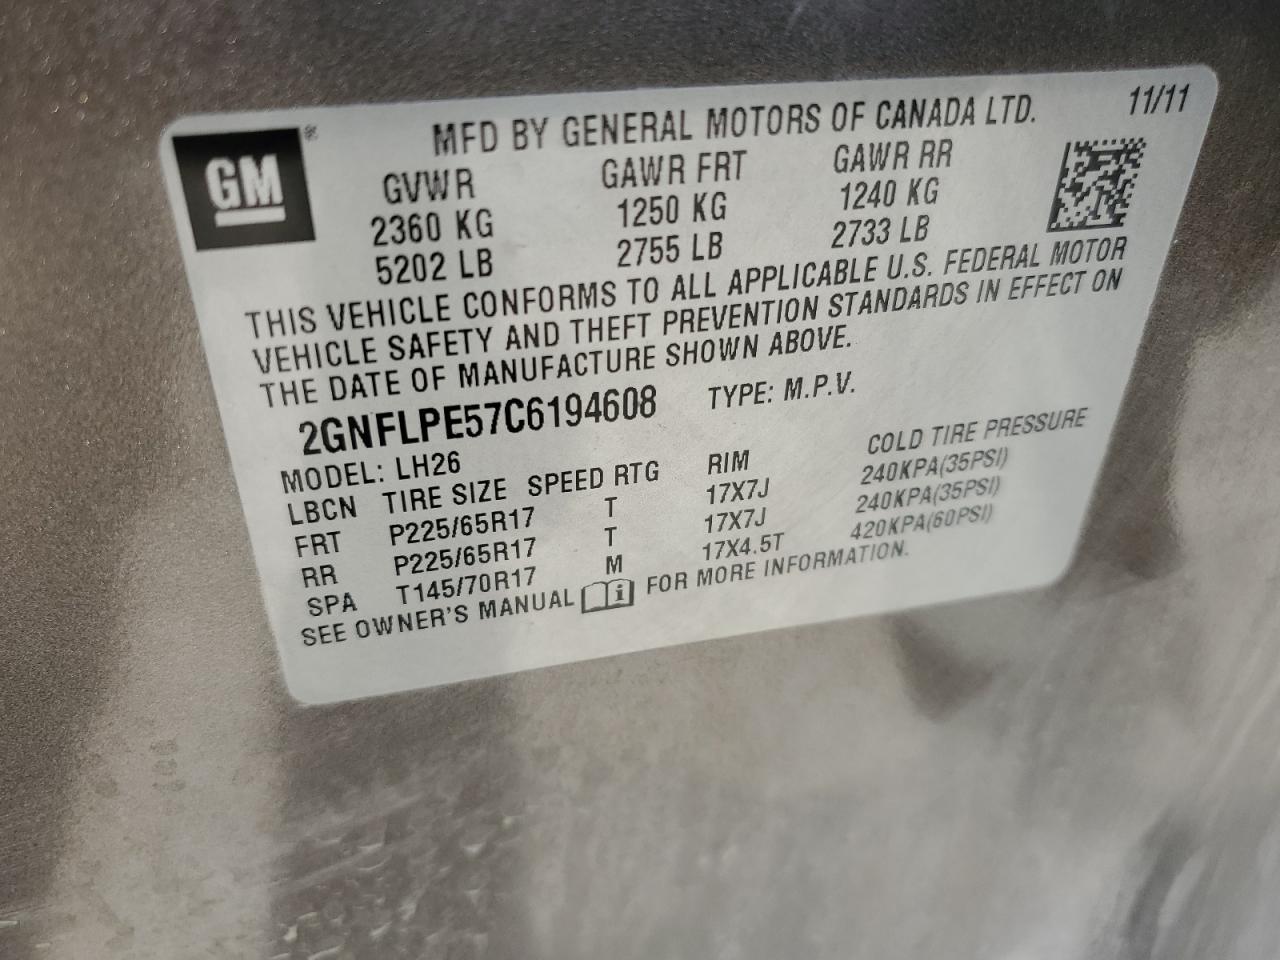 GM ® MFD BY GENERAL MOTORS OF CANADA LTD. 11/11
GVWR GAWR FRT GAWR RR
2360 KG 1250 KG 1240 KG
5202 LB 2755 LB 2733 LB
THIS VEHICLE CONFORMS TO ALL APPLICABLE U.S. FEDERAL MOTOR
VEHICLE SAFETY AND THEFT PREVENTION STANDARDS IN EFFECT ON
THE DATE OF MANUFACTURE SHOWN ABOVE.
2GNFLPE57C6194608 TYPE: M.P.V.
MODEL: LH26
LBCN TIRE SIZE SPEED RTG RIM COLD TIRE PRESSURE
FRT P225/65R17 T 17X7J 240KPA(35PSI)
RR P225/65R17 T 17X7J 240KPA(35PSI)
SPA T145/70R17 M 17X4.5T 420KPA(60PSI)
SEE OWNER'S MANUAL i FOR MORE INFORMATION.